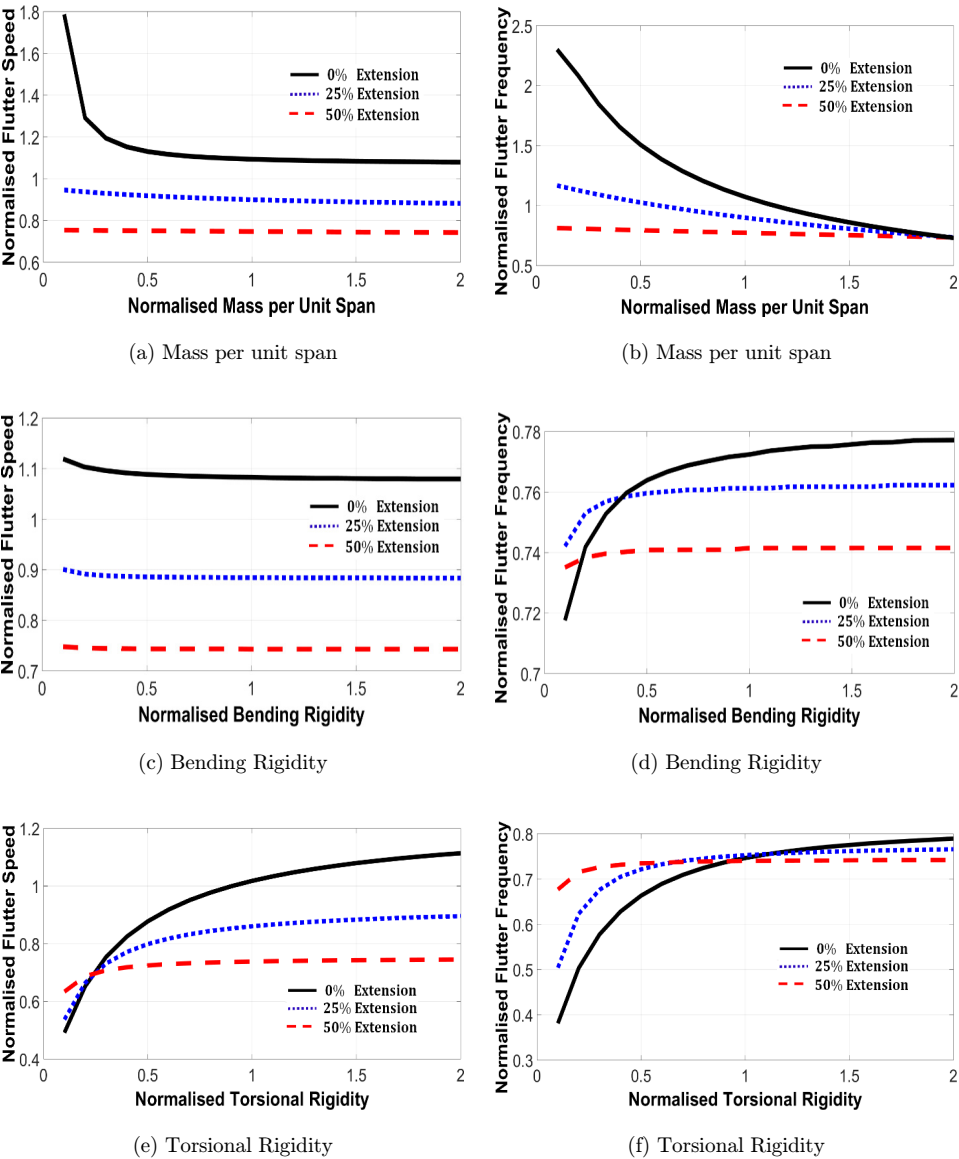 Normalised Flutter Speed
1.8
1.6
1.4
1.2
1
0.8
0.6
0% Extension
25% Extension
50% Extension
0 0.5 1 1.5 2
Normalised Mass per Unit Span
(a) Mass per unit span
Normalised Flutter Frequency
2.5
2
1.5
1
0.5
0% Extension
25% Extension
50% Extension
0 0.5 1 1.5 2
Normalised Mass per Unit Span
(b) Mass per unit span
Normalised Flutter Speed
1.2
1.1
1
0.9
0.8
0.7
0% Extension
25% Extension
50% Extension
0 0.5 1 1.5 2
Normalised Bending Rigidity
(c) Bending Rigidity
Normalised Flutter Frequency
0.78
0.76
0.74
0.72
0.7
0% Extension
25% Extension
50% Extension
0 0.5 1 1.5 2
Normalised Bending Rigidity
(d) Bending Rigidity
Normalised Flutter Speed
1.2
1
0.8
0.6
0.4
0% Extension
25% Extension
50% Extension
0 0.5 1 1.5 2
Normalised Torsional Rigidity
(e) Torsional Rigidity
Normalised Flutter Frequency
0.8
0.7
0.6
0.5
0.4
0.3
0% Extension
25% Extension
50% Extension
0 0.5 1 1.5 2
Normalised Torsional Rigidity
(f) Torsional Rigidity